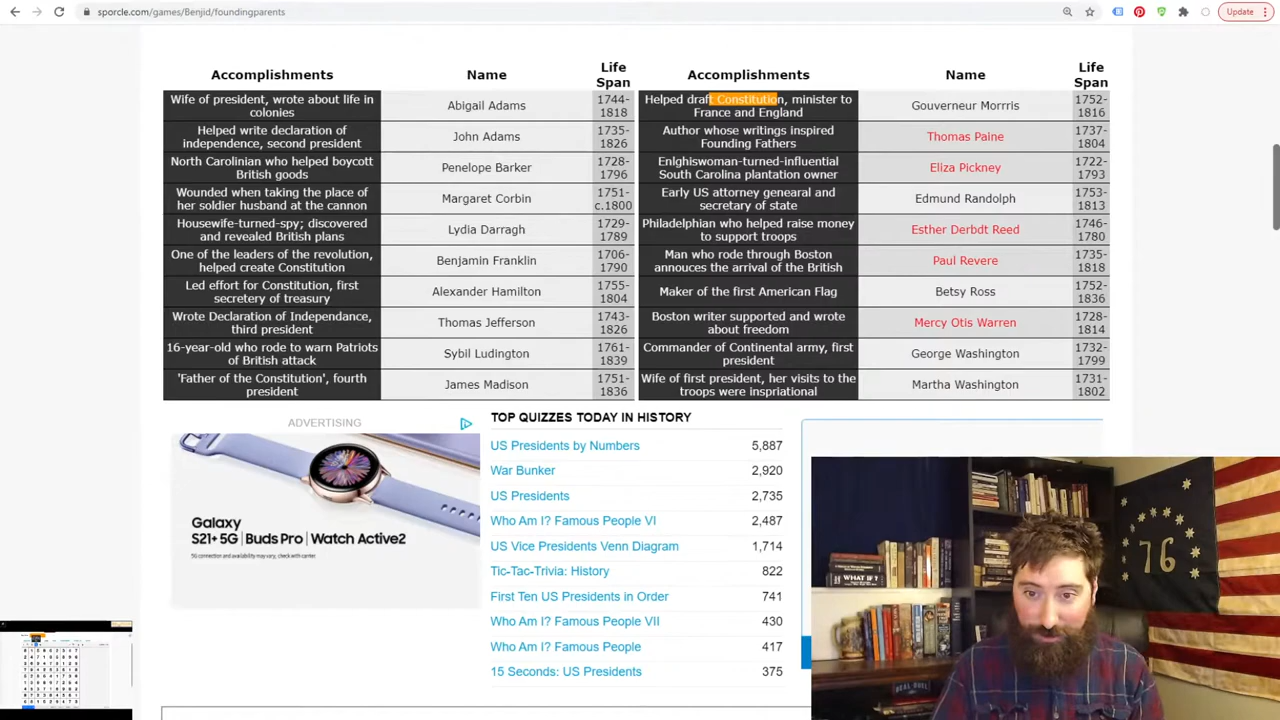 sporcle.com/games/Benjid/foundingparents
Update
Accomplishments Name Life Span Accomplishments Name Life Span
Wife of president, wrote about life in colonies
Abigail Adams
1744-1818
Helped draft Constitution, minister to France and England
Gouverneur Morrris
1752-1816
Helped write declaration of independence, second president
John Adams
1735-1826
Author whose writings inspired Founding Fathers
Thomas Paine
1737-1804
North Carolinian who helped boycott British goods
Penelope Barker
1728-1796
Enlghiswoman-turned-influential South Carolina plantation owner
Eliza Pickney
1722-1793
Wounded when taking the place of her soldier husband at the cannon
Margaret Corbin
1751-c.1800
Early US attorney genearal and secretary of state
Edmund Randolph
1753-1813
Housewife-turned-spy; discovered and revealed British plans
Lydia Darragh
1729-1789
Philadelphian who helped raise money to support troops
Esther Derbdt Reed
1746-1780
One of the leaders of the revolution, helped create Constitution
Benjamin Franklin
1706-1790
Man who rode through Boston annouces the arrival of the British
Paul Revere
1735-1818
Led effort for Constitution, first secretary of treasury
Alexander Hamilton
1755-1804
Maker of the first American Flag
Betsy Ross
1752-1836
Wrote Declaration of Independance, third president
Thomas Jefferson
1743-1826
Boston writer supported and wrote about freedom
Mercy Otis Warren
1728-1814
16-year-old who rode to warn Patriots of British attack
Sybil Ludington
1761-1839
Commander of Continental army, first president
George Washington
1732-1799
'Father of the Constitution', fourth president
James Madison
1751-1836
Wife of first president, her visits to the troops were inspriational
Martha Washington
1731-1802
ADVERTISING
Galaxy
S21+ 5G | Buds Pro | Watch Active2
5G connection and availability may vary, check with carrier.
TOP QUIZZES TODAY IN HISTORY
US Presidents by Numbers 5,887
War Bunker 2,920
US Presidents 2,735
Who Am I? Famous People VI 2,487
US Vice Presidents Venn Diagram 1,714
Tic-Tac-Trivia: History 822
First Ten US Presidents in Order 741
Who Am I? Famous People VII 430
Who Am I? Famous People 417
15 Seconds: US Presidents 375
WHAT IF?
76